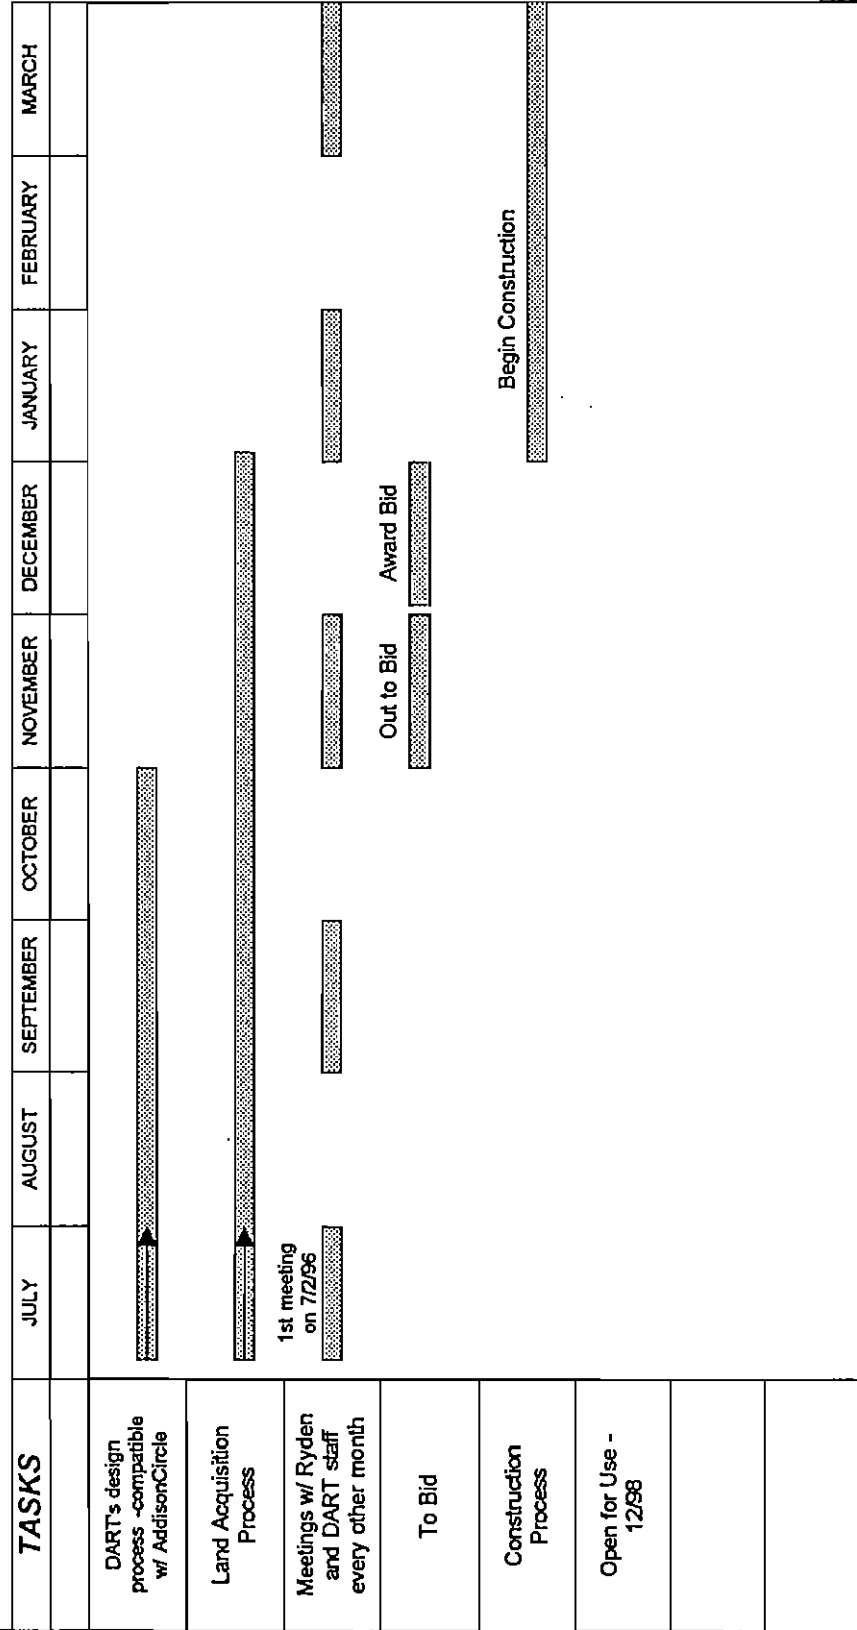 TASKS
JULY
AUGUST
SEPTEMBER
OCTOBER
NOVEMBER
DECEMBER
JANUARY
FEBRUARY
MARCH
DART's design
process -compatible
w/ AddisonCircle
Land Acquisition
Process
Meetings w/ Ryden
and DART staff
every other month
1st meeting
on 7/2/96
To Bid
Out to Bid
Award Bid
Construction
Process
Begin Construction
Open for Use -
12/98